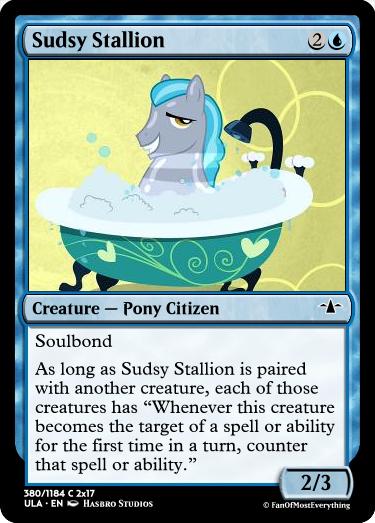 Sudsy Stallion 2
Creature — Pony Citizen
Soulbond
As long as Sudsy Stallion is paired
with another creature, each of those
creatures has “Whenever this creature
becomes the target of a spell or ability
for the first time in a turn, counter
that spell or ability.”
2/3
380/1184 C 2x17
ULA • EN Hasbro Studios
© FanOfMostEverything